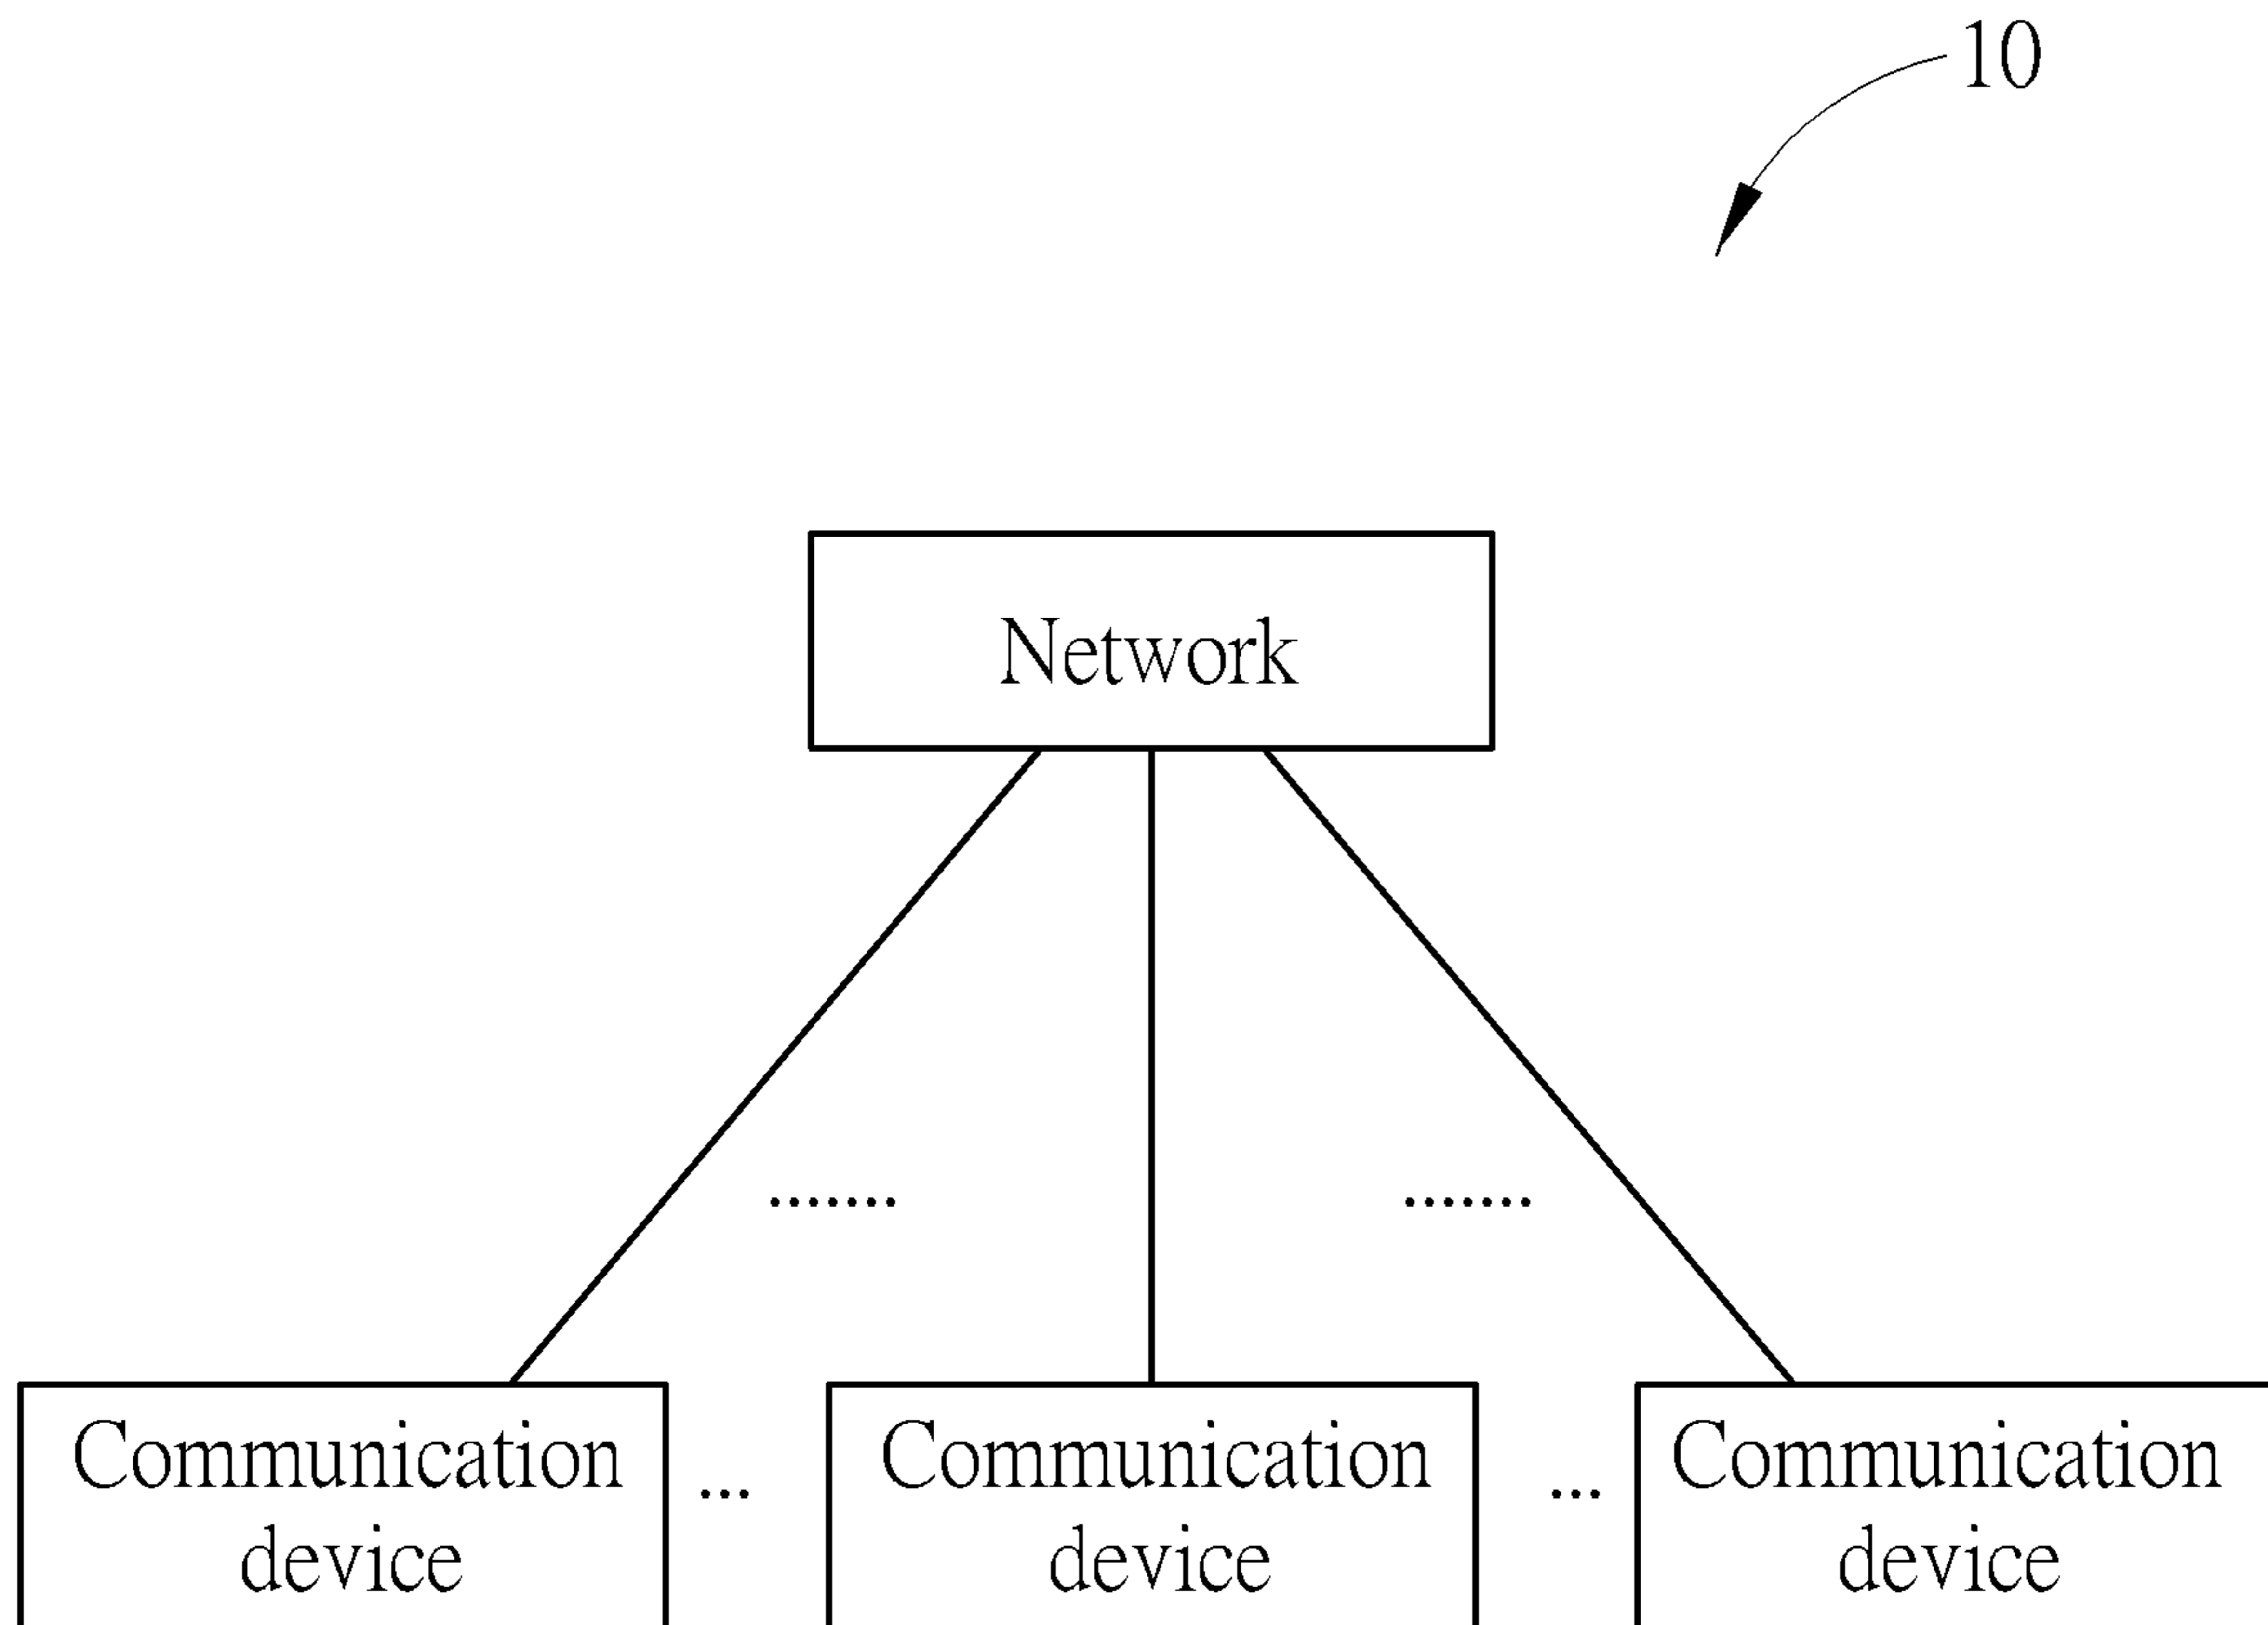 10
Network
.......
.......
Communication
device
...
Communication
device
...
Communication
device